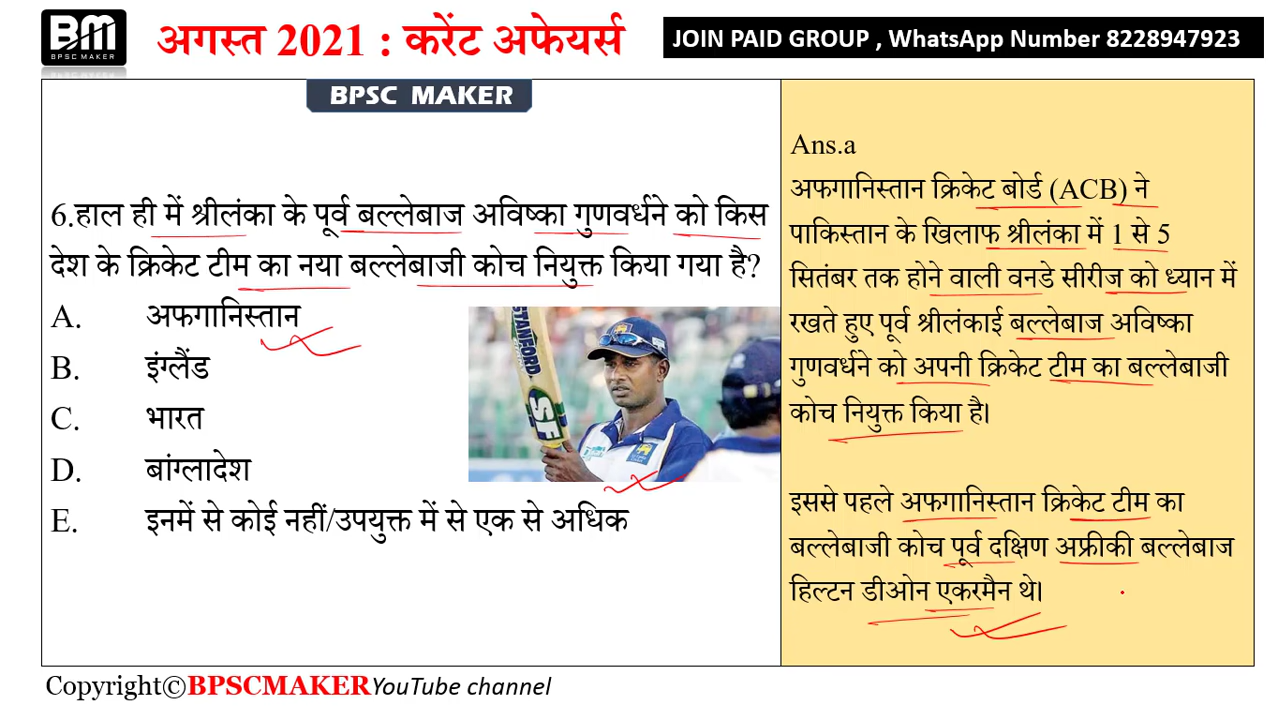 BM
BPSC MAKER
अगस्त 2021 : करेंट अफेयर्स
JOIN PAID GROUP , WhatsApp Number 8228947923
BPSC MAKER
6.हाल ही में श्रीलंका के पूर्व बल्लेबाज अविष्का गुणवर्धने को किस
देश के क्रिकेट टीम का नया बल्लेबाजी कोच नियुक्त किया गया है?
A. अफगानिस्तान
B. इंग्लैंड
C. भारत
D. बांग्लादेश
E. इनमें से कोई नहीं/उपयुक्त में से एक से अधिक
STANFORD
SF
Ans.a
अफगानिस्तान क्रिकेट बोर्ड (ACB) ने
पाकिस्तान के खिलाफ श्रीलंका में 1 से 5
सितंबर तक होने वाली वनडे सीरीज को ध्यान में
रखते हुए पूर्व श्रीलंकाई बल्लेबाज अविष्का
गुणवर्धने को अपनी क्रिकेट टीम का बल्लेबाजी
कोच नियुक्त किया है।
इससे पहले अफगानिस्तान क्रिकेट टीम का
बल्लेबाजी कोच पूर्व दक्षिण अफ्रीकी बल्लेबाज
हिल्टन डीओन एकरमैन थे।
Copyright©BPSCMAKERYouTube channel